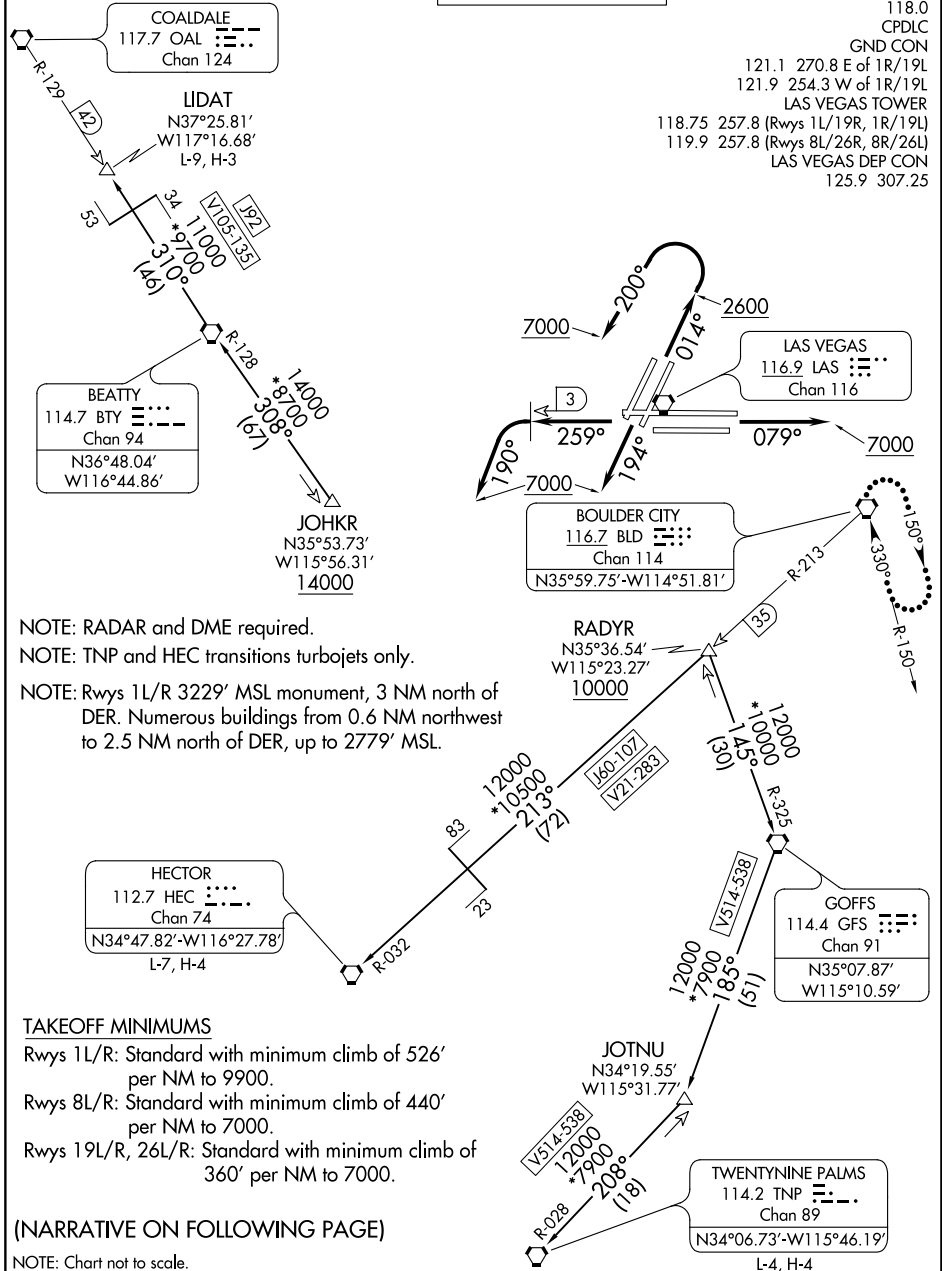 118.0
CPDLC
GND CON
121.1 270.8 E of 1R/19L
121.9 254.3 W of 1R/19L
LAS VEGAS TOWER
118.75 257.8 (Rwys 1L/19R, 1R/19L)
119.9 257.8 (Rwys 8L/26R, 8R/26L)
LAS VEGAS DEP CON
125.9 307.25
COALDALE
117.7 OAL
Chan 124
R-129
42
LIDAT
N37°25.81'
W117°16.68'
L-9, H-3
53
34
J92
V105-135
11000
*9700
310°
(46)
BEATTY
114.7 BTY
Chan 94
N36°48.04'
W116°44.86'
R-128
14000
*8700
308°
(67)
JOHKR
N35°53.73'
W115°56.31'
14000
200°
7000
014°
2600
LAS VEGAS
116.9 LAS
Chan 116
3
259°
190°
7000
194°
079°
7000
BOULDER CITY
116.7 BLD
Chan 114
N35°59.75'-W114°51.81'
150°
330°
R-150
R-213
35
RADYR
N35°36.54'
W115°23.27'
10000
NOTE: RADAR and DME required.
NOTE: TNP and HEC transitions turbojets only.
NOTE: Rwys 1L/R 3229' MSL monument, 3 NM north of
DER. Numerous buildings from 0.6 NM northwest
to 2.5 NM north of DER, up to 2779' MSL.
12000
*10500
213°
(72)
J60-107
V21-283
83
23
12000
*10000
145°
(30)
R-325
HECTOR
112.7 HEC
Chan 74
N34°47.82'-W116°27.78'
L-7, H-4
R-032
V514-538
GOFFS
114.4 GFS
Chan 91
N35°07.87'
W115°10.59'
12000
*7900
185°
(51)
TAKEOFF MINIMUMS
Rwys 1L/R: Standard with minimum climb of 526'
per NM to 9900.
Rwys 8L/R: Standard with minimum climb of 440'
per NM to 7000.
Rwys 19L/R, 26L/R: Standard with minimum climb of
360' per NM to 7000.
JOTNU
N34°19.55'
W115°31.77'
V514-538
12000
*7900
208°
(18)
R-028
TWENTYNINE PALMS
114.2 TNP
Chan 89
N34°06.73'-W115°46.19'
L-4, H-4
(NARRATIVE ON FOLLOWING PAGE)
NOTE: Chart not to scale.